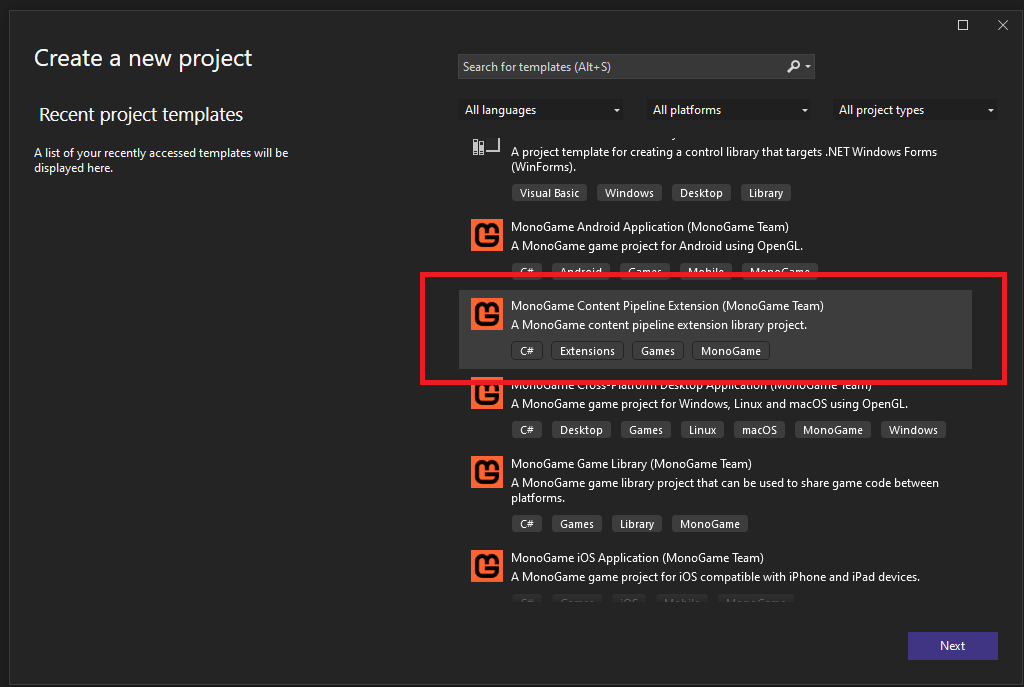 Create a new project
Recent project templates
A list of your recently accessed templates will be
displayed here.
Search for templates (Alt+S)
All languages
All platforms
All project types
A project template for creating a control library that targets .NET Windows Forms
(WinForms).
Visual Basic Windows Desktop Library
MonoGame Android Application (MonoGame Team)
A MonoGame game project for Android using OpenGL.
C# Android Games Mobile MonoGame
MonoGame Content Pipeline Extension (MonoGame Team)
A MonoGame content pipeline extension library project.
C# Extensions Games MonoGame
MonoGame Cross-Platform Desktop Application (MonoGame Team)
A MonoGame game project for Windows, Linux and macOS using OpenGL.
C# Desktop Games Linux macOS MonoGame Windows
MonoGame Game Library (MonoGame Team)
A MonoGame game library project that can be used to share game code between
platforms.
C# Games Library MonoGame
MonoGame iOS Application (MonoGame Team)
A MonoGame game project for iOS compatible with iPhone and iPad devices.
C# Games iOS Mobile MonoGame
Next